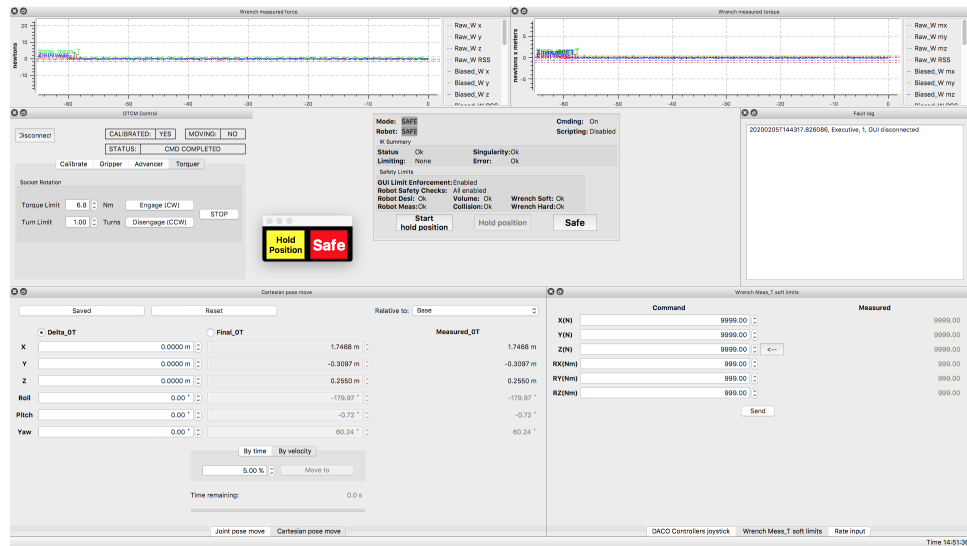 Wrench measured force
Wrench measured torque
newtons
20
10
0
-10
-60
-50
-40
-30
-20
-10
0
Raw_W x
Raw_W y
Raw_W z
Raw_W RSS
Biased_W x
Biased_W y
Biased_W z
newtons x meters
5
0
-5
-60
-50
-40
-30
-20
-10
0
Raw_W mx
Raw_W my
Raw_W mz
Raw_W RSS
Biased_W mx
Biased_W my
Biased_W mz
OTCM Control
Disconnect
CALIBRATED: YES MOVING: NO
STATUS: CMD COMPLETED
Calibrate Gripper Advancer Torquer
Socket Rotation
Torque Limit 6.8 Nm Engage (CW)
STOP
Turn Limit 1.00 Turns Disengage (CCW)
Hold Position
Safe
Mode: SAFE Cmding: On
Robot: SAFE Scripting: Disabled
IK Summary
Status Ok Singularity: Ok
Limiting: None Error: Ok
Safety Limits
GUI Limit Enforcement: Enabled
Robot Safety Checks: All enabled
Robot Desi: Ok Volume: Ok Wrench Soft: Ok
Robot Meas: Ok Collision: Ok Wrench Hard: Ok
Start hold position
Hold position
Safe
Fault log
20200205T144317.826086, Executive, 1, GUI disconnected
Cartesian pose move
Saved Reset Relative to: Base
Delta_0T Final_0T Measured_0T
X 0.0000 m 1.7468 m 1.7468 m
Y 0.0000 m -0.3097 m -0.3097 m
Z 0.0000 m 0.2550 m 0.2550 m
Roll 0.00 ° -179.97 ° -179.97 °
Pitch 0.00 ° -0.72 ° -0.72 °
Yaw 0.00 ° 60.24 ° 60.24 °
By time By velocity
5.00 % Move to
Time remaining: 0.0 s
Joint pose move Cartesian pose move
Wrench Meas_T soft limits
Command Measured
X(N) 9999.00 9999.00
Y(N) 9999.00 9999.00
Z(N) 9999.00 <-- 9999.00
RX(Nm) 999.00 999.00
RY(Nm) 999.00 999.00
RZ(Nm) 999.00 999.00
Send
DACO Controllers joystick Wrench Meas_T soft limits Rate input
Time 14:51:36